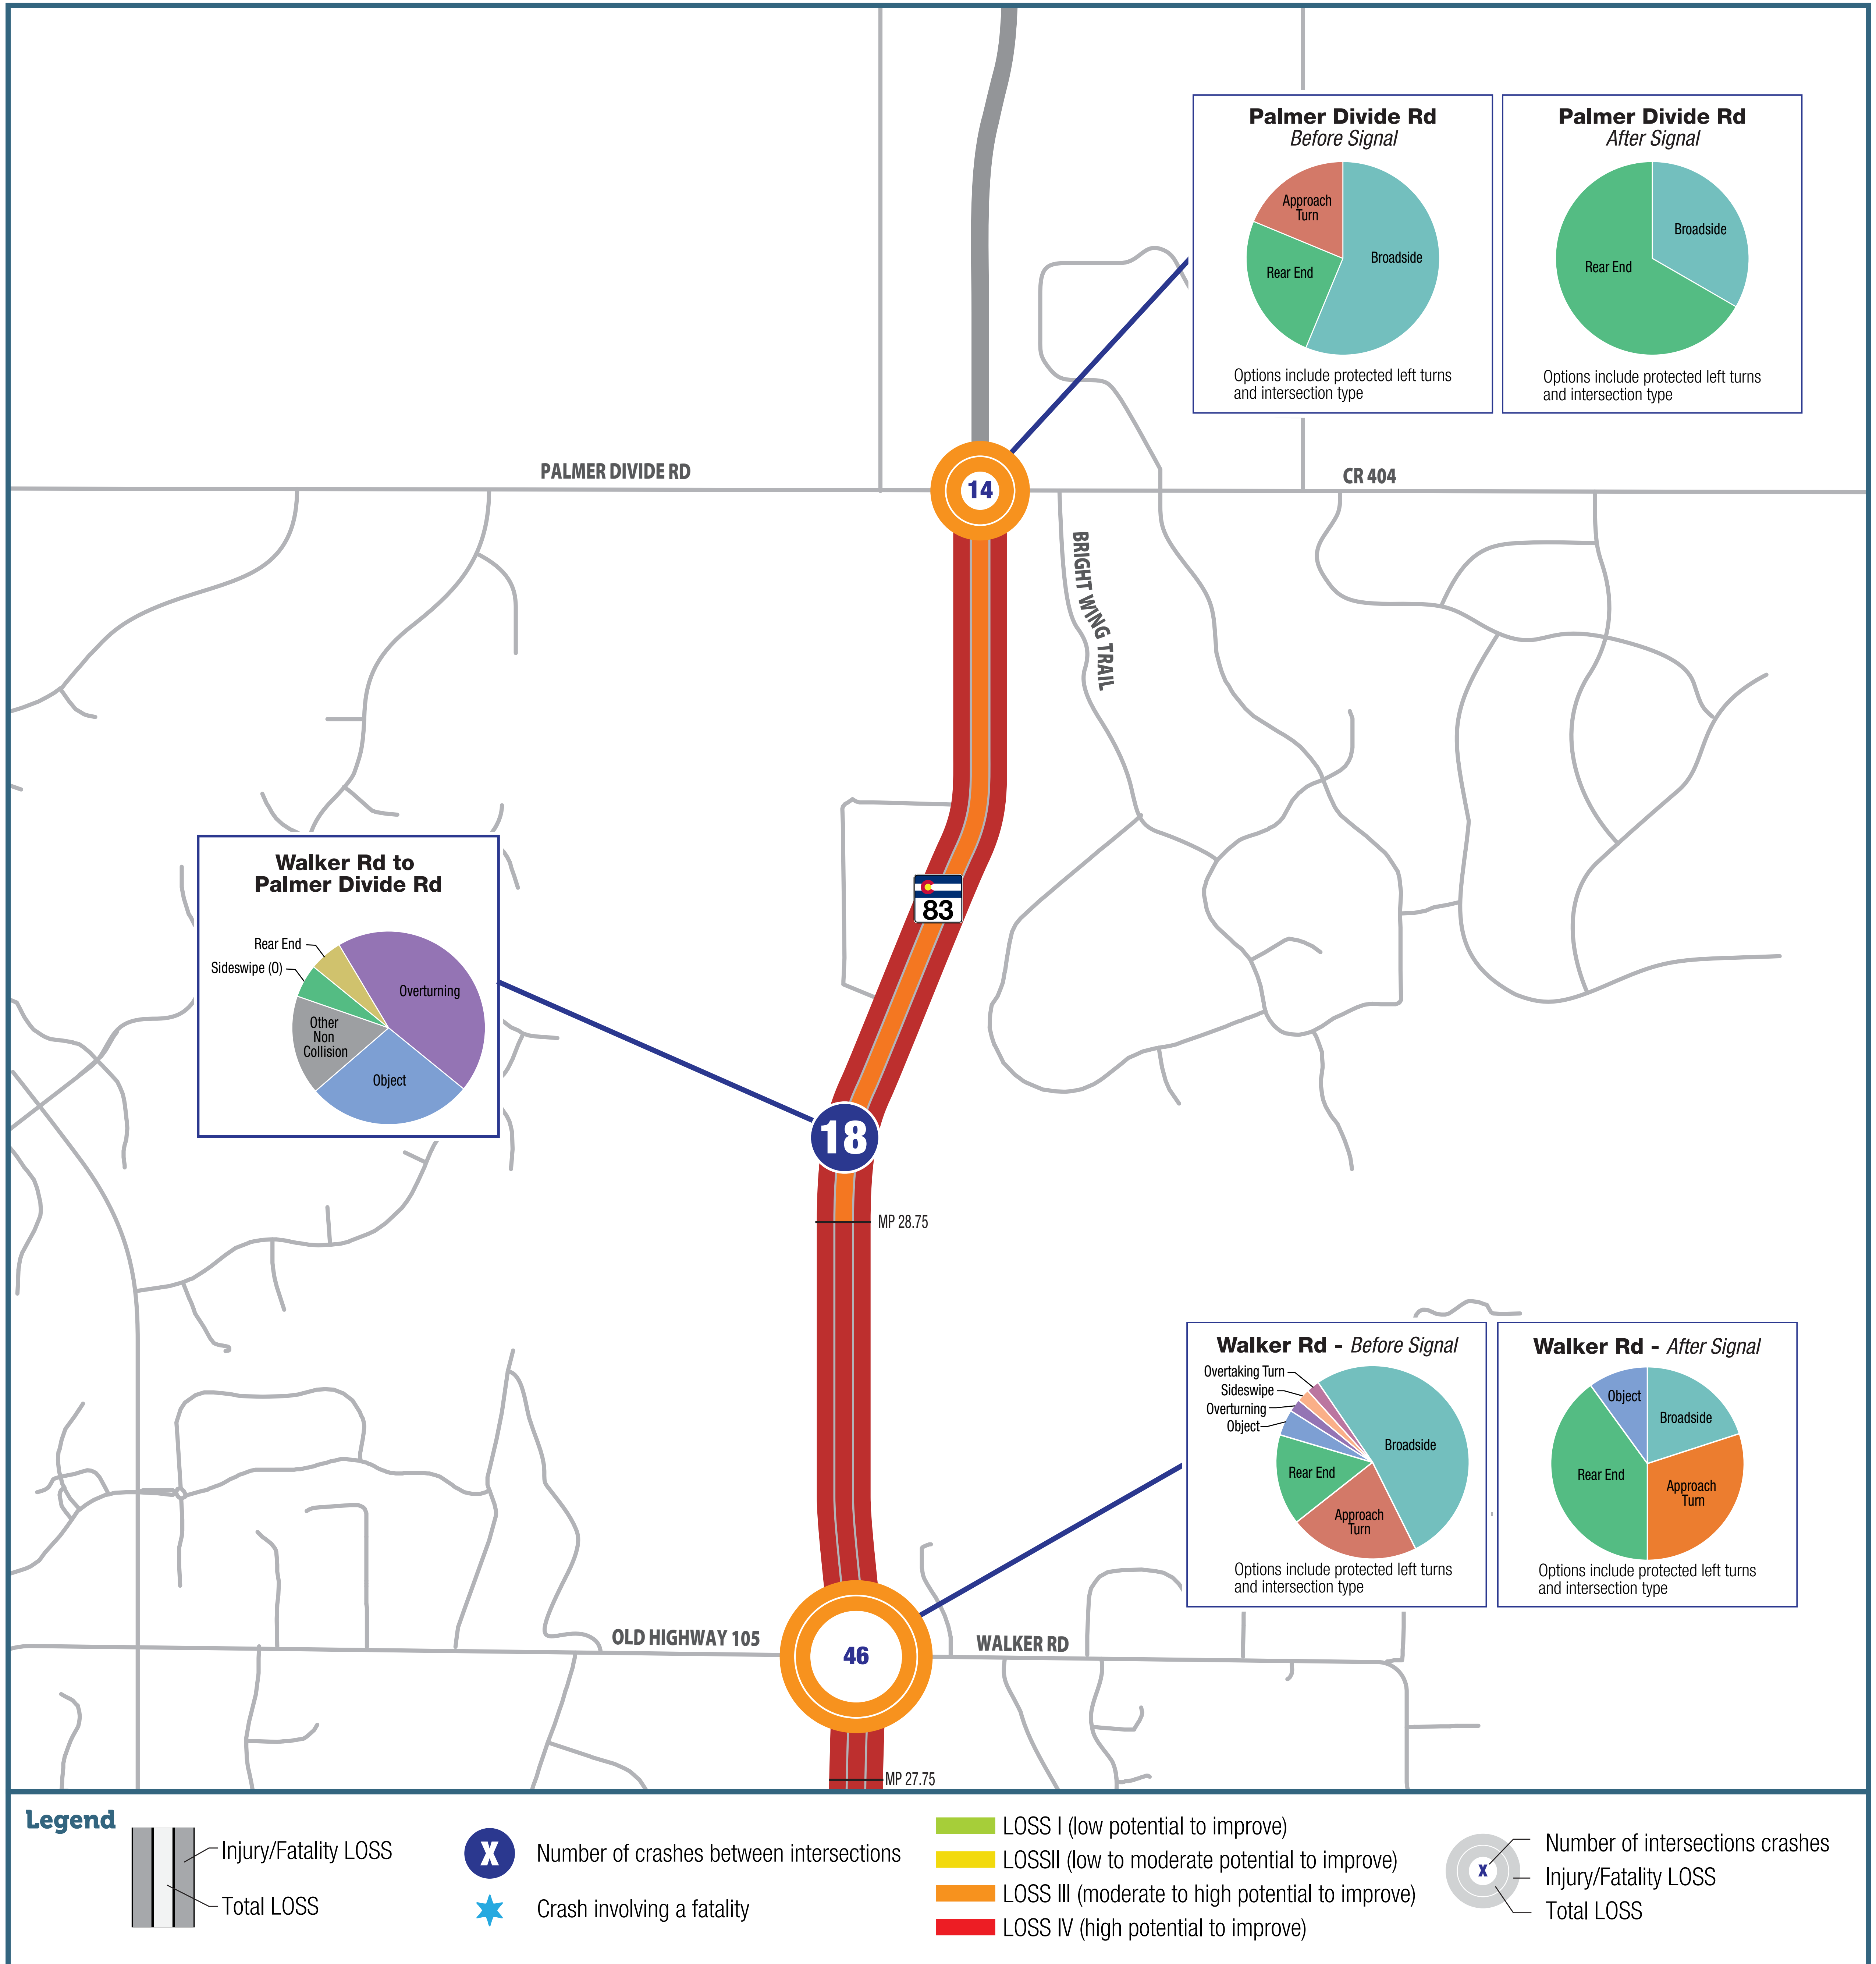 Palmer Divide Rd
Before Signal
Approach
Turn
Rear End
Broadside
Options include protected left turns
and intersection type
Palmer Divide Rd
After Signal
Rear End
Broadside
Options include protected left turns
and intersection type
PALMER DIVIDE RD
14
CR 404
BRIGHT WING TRAIL
83
Walker Rd to
Palmer Divide Rd
Rear End
Sideswipe (O)
Overturning
Other
Non
Collision
Object
18
MP 28.75
Walker Rd - Before Signal
Overtaking Turn
Sideswipe
Overturning
Object
Broadside
Rear End
Approach
Turn
Options include protected left turns
and intersection type
Walker Rd - After Signal
Object
Broadside
Rear End
Approach
Turn
Options include protected left turns
and intersection type
OLD HIGHWAY 105
46
WALKER RD
MP 27.75
Legend
Injury/Fatality LOSS
Total LOSS
X
Number of crashes between intersections
Crash involving a fatality
LOSS I (low potential to improve)
LOSSII (low to moderate potential to improve)
LOSS III (moderate to high potential to improve)
LOSS IV (high potential to improve)
X
Number of intersections crashes
Injury/Fatality LOSS
Total LOSS